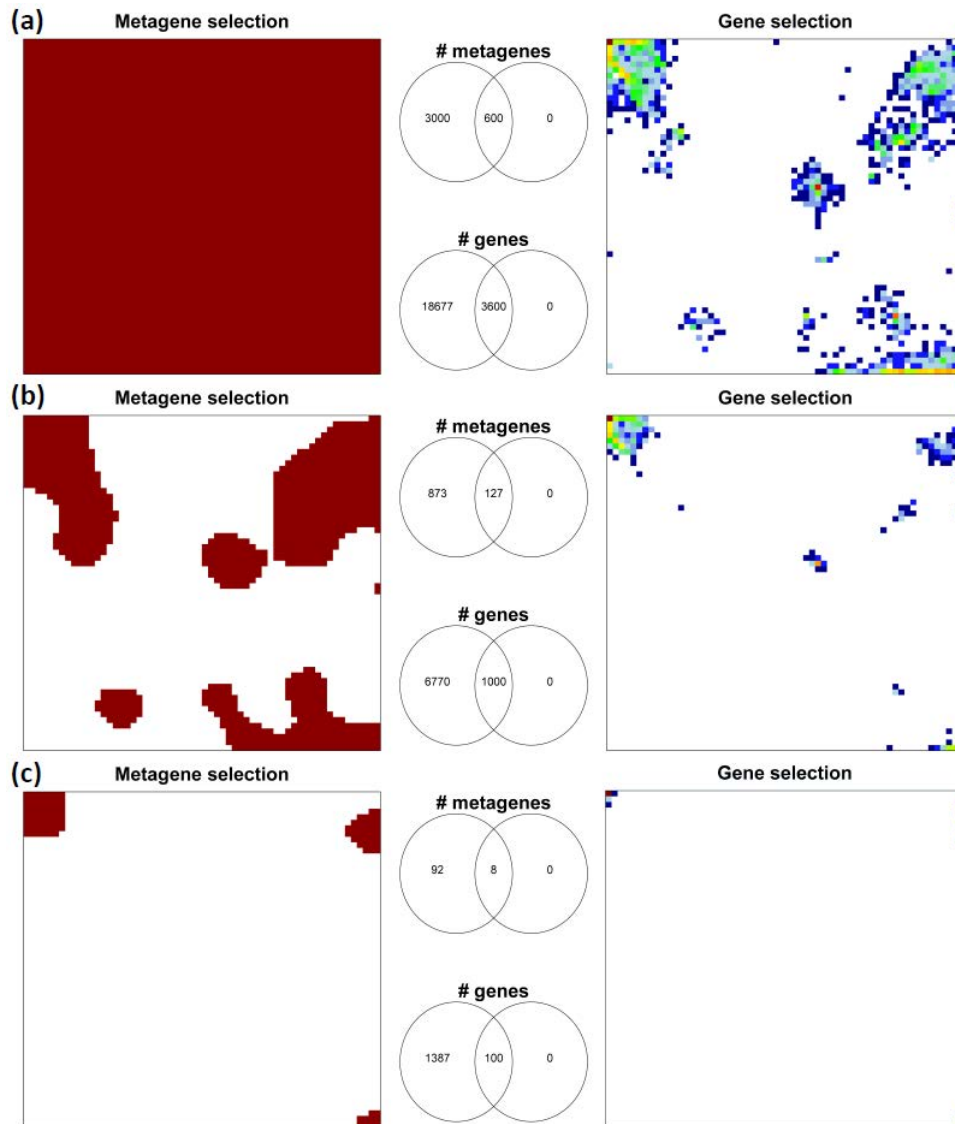 (a)
Metagene selection
Gene selection
# metagenes
3000 600 0
# genes
18677 3600 0
(b)
Metagene selection
Gene selection
# metagenes
873 127 0
# genes
6770 1000 0
(c)
Metagene selection
Gene selection
# metagenes
92 8 0
# genes
1387 100 0